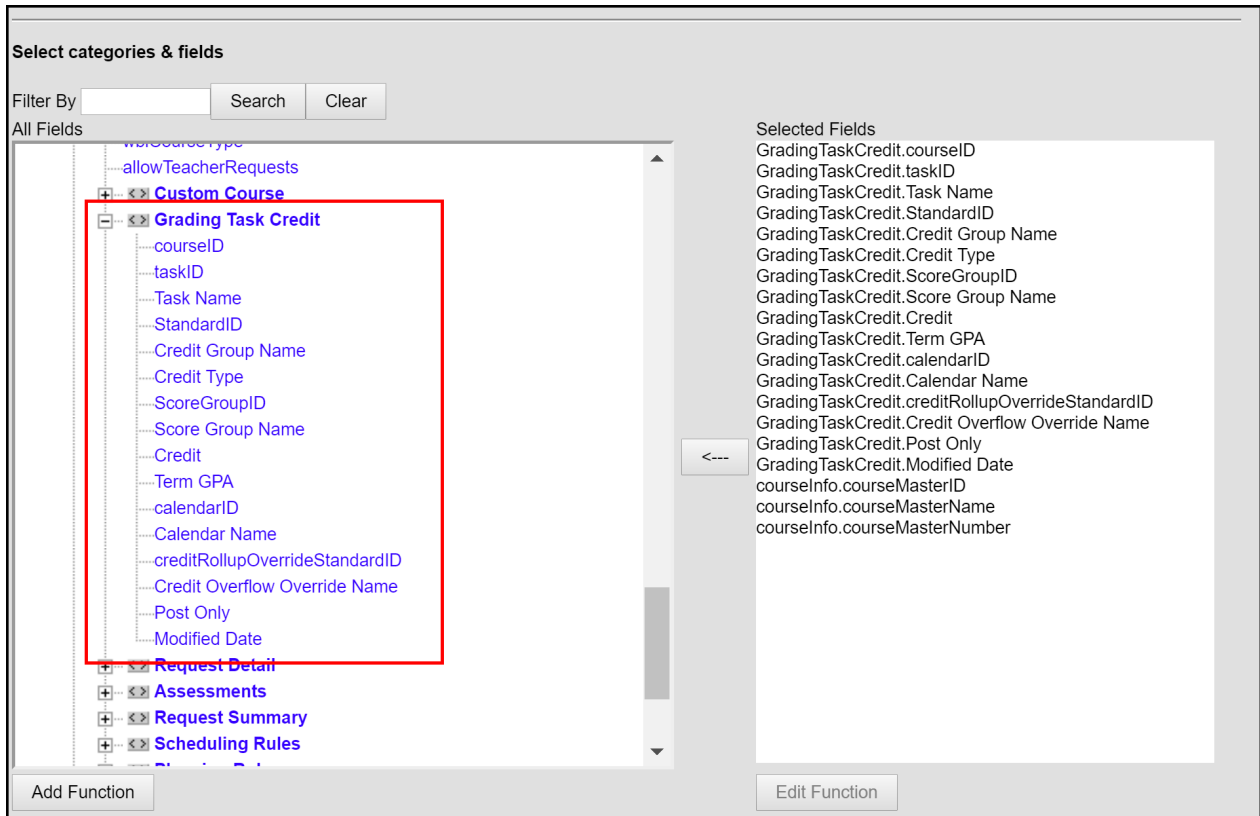 Select categories & fields
Filter By
Search
Clear
All Fields
allowTeacherRequests
Custom Course
Grading Task Credit
courseID
taskID
Task Name
StandardID
Credit Group Name
Credit Type
ScoreGroupID
Score Group Name
Credit
Term GPA
calendarID
Calendar Name
creditRollupOverrideStandardID
Credit Overflow Override Name
Post Only
Modified Date
Request Detail
Assessments
Request Summary
Scheduling Rules
Add Function
<---
Selected Fields
GradingTaskCredit.courseID
GradingTaskCredit.taskID
GradingTaskCredit.Task Name
GradingTaskCredit.StandardID
GradingTaskCredit.Credit Group Name
GradingTaskCredit.Credit Type
GradingTaskCredit.ScoreGroupID
GradingTaskCredit.Score Group Name
GradingTaskCredit.Credit
GradingTaskCredit.Term GPA
GradingTaskCredit.calendarID
GradingTaskCredit.Calendar Name
GradingTaskCredit.creditRollupOverrideStandardID
GradingTaskCredit.Credit Overflow Override Name
GradingTaskCredit.Post Only
GradingTaskCredit.Modified Date
courseInfo.courseMasterID
courseInfo.courseMasterName
courseInfo.courseMasterNumber
Edit Function